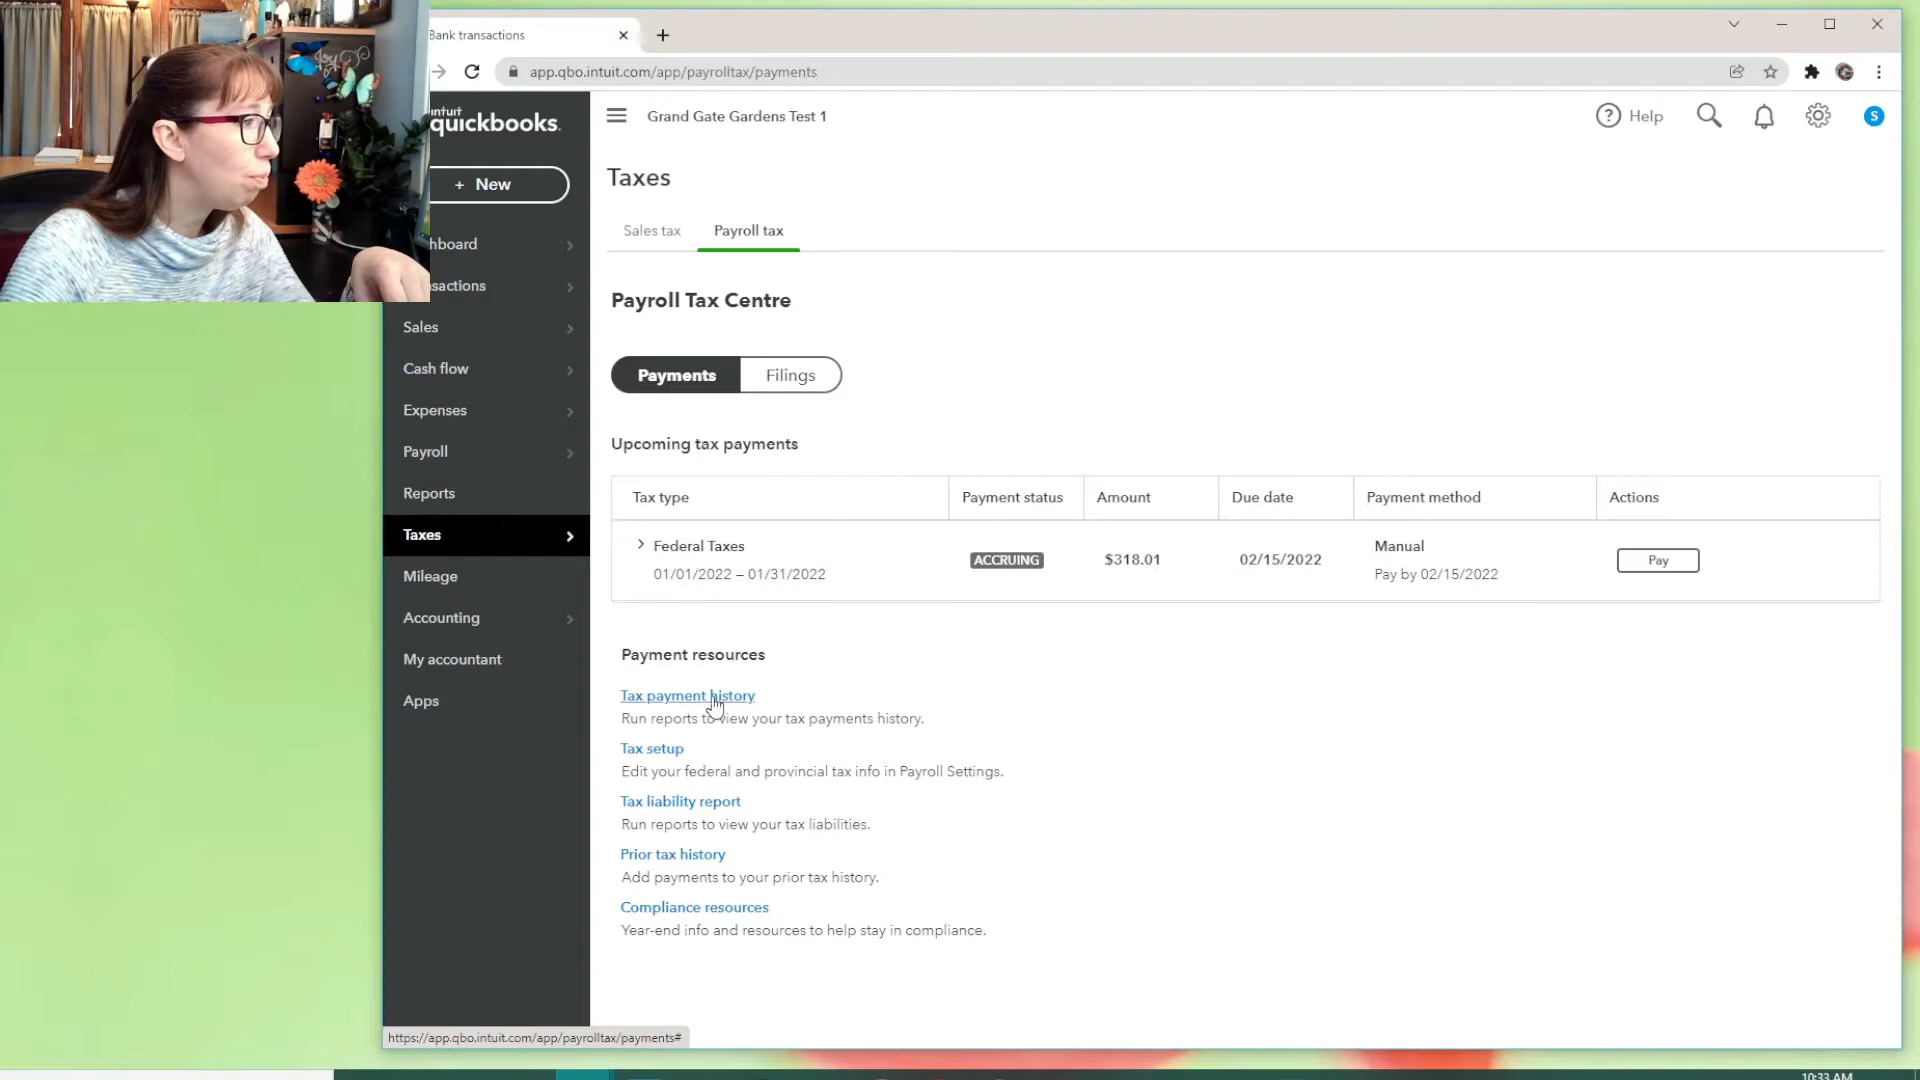 Bank transactions
app.qbo.intuit.com/app/payrolltax/payments
Joy
intuit
quickbooks.
Grand Gate Gardens Test 1
Help
S
+ New
Taxes
Sales tax
Payroll tax
hboard
sactions
Sales
Cash flow
Expenses
Payroll
Reports
Taxes
Mileage
Accounting
My accountant
Apps
Payroll Tax Centre
Payments
Filings
Upcoming tax payments
Tax type
Payment status
Amount
Due date
Payment method
Actions
Federal Taxes
01/01/2022 – 01/31/2022
ACCRUING
$318.01
02/15/2022
Manual
Pay by 02/15/2022
Pay
Payment resources
Tax payment history
Run reports to view your tax payments history.
Tax setup
Edit your federal and provincial tax info in Payroll Settings.
Tax liability report
Run reports to view your tax liabilities.
Prior tax history
Add payments to your prior tax history.
Compliance resources
Year-end info and resources to help stay in compliance.
https://app.qbo.intuit.com/app/payrolltax/payments#
10:33 AM